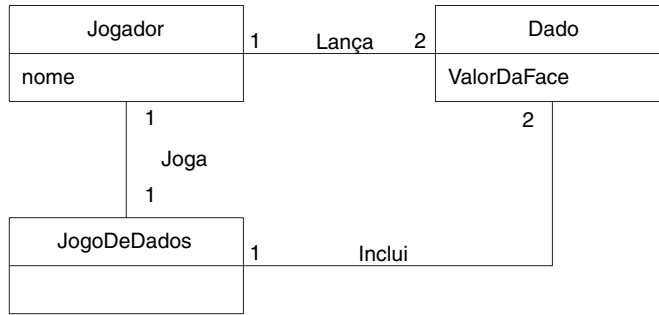 Jogador
nome
1 Lança 2
Dado
ValorDaFace
1
Joga
1
2
JogoDeDados
1 Inclui